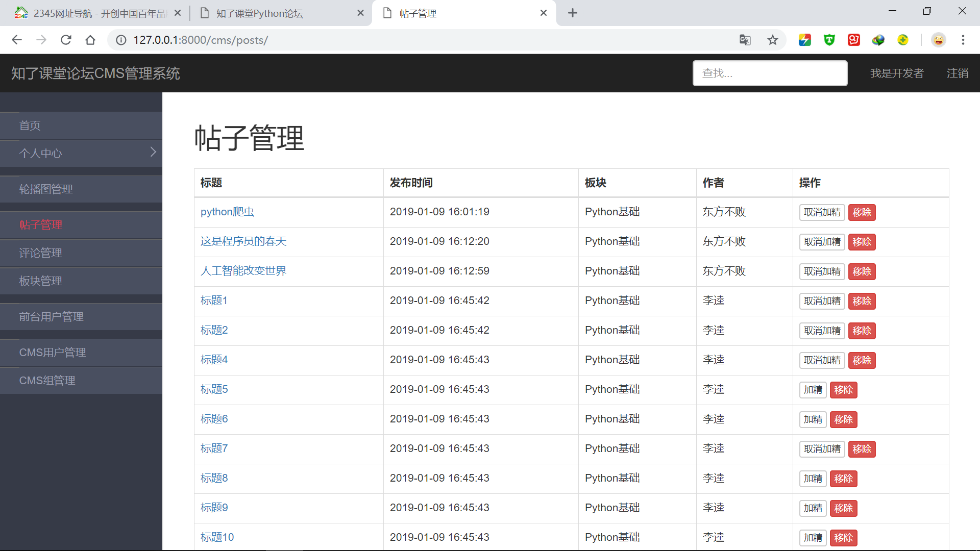 2345网址导航 开创中国百年品
知了课堂Python论坛
帖子管理
127.0.0.1:8000/cms/posts/
知了课堂论坛CMS管理系统
查找...
我是开发者
注销
首页
个人中心
轮播图管理
帖子管理
评论管理
板块管理
前台用户管理
CMS用户管理
CMS组管理
帖子管理
标题 发布时间 板块 作者 操作
python爬虫 2019-01-09 16:01:19 Python基础 东方不败 取消加精 移除
这是程序员的春天 2019-01-09 16:12:20 Python基础 东方不败 取消加精 移除
人工智能改变世界 2019-01-09 16:12:59 Python基础 东方不败 取消加精 移除
标题1 2019-01-09 16:45:42 Python基础 李逵 取消加精 移除
标题2 2019-01-09 16:45:42 Python基础 李逵 取消加精 移除
标题4 2019-01-09 16:45:43 Python基础 李逵 取消加精 移除
标题5 2019-01-09 16:45:43 Python基础 李逵 加精 移除
标题6 2019-01-09 16:45:43 Python基础 李逵 加精 移除
标题7 2019-01-09 16:45:43 Python基础 李逵 取消加精 移除
标题8 2019-01-09 16:45:43 Python基础 李逵 加精 移除
标题9 2019-01-09 16:45:43 Python基础 李逵 加精 移除
标题10 2019-01-09 16:45:43 Python基础 李逵 加精 移除